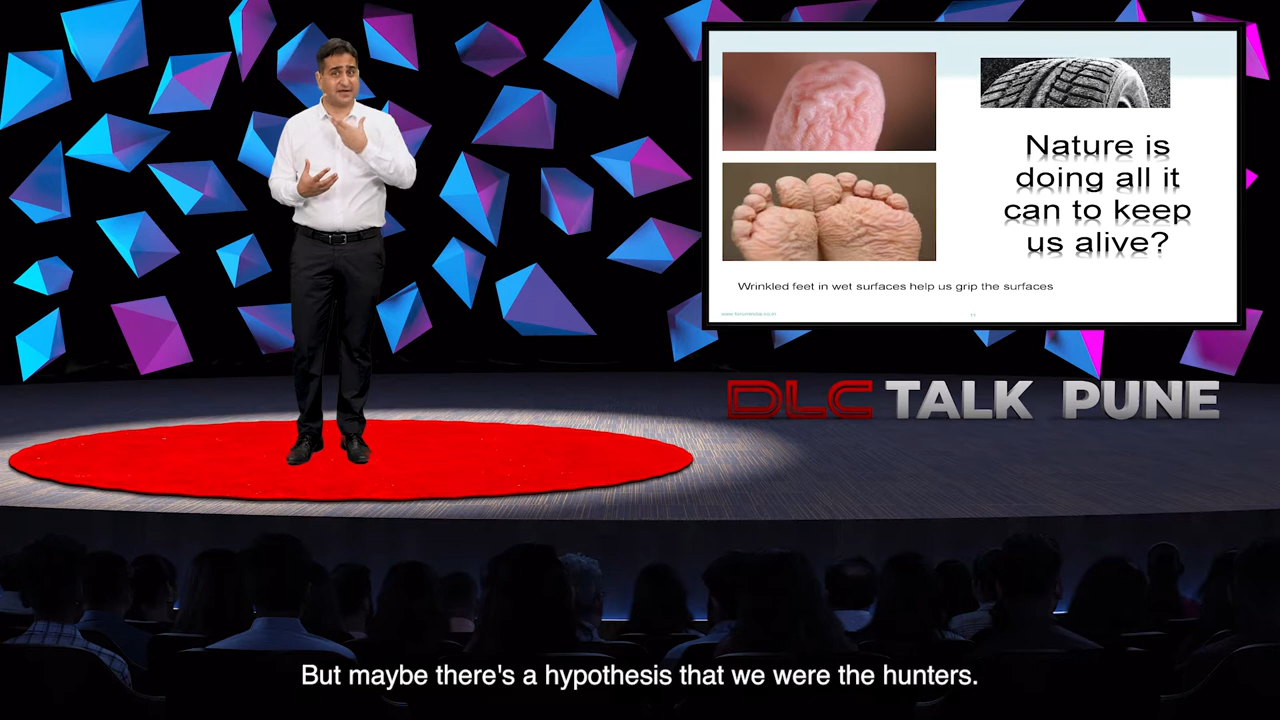 Nature is
doing all it
can to keep
us alive?
Wrinkled feet in wet surfaces help us grip the surfaces
DLC TALK PUNE
But maybe there's a hypothesis that we were the hunters.